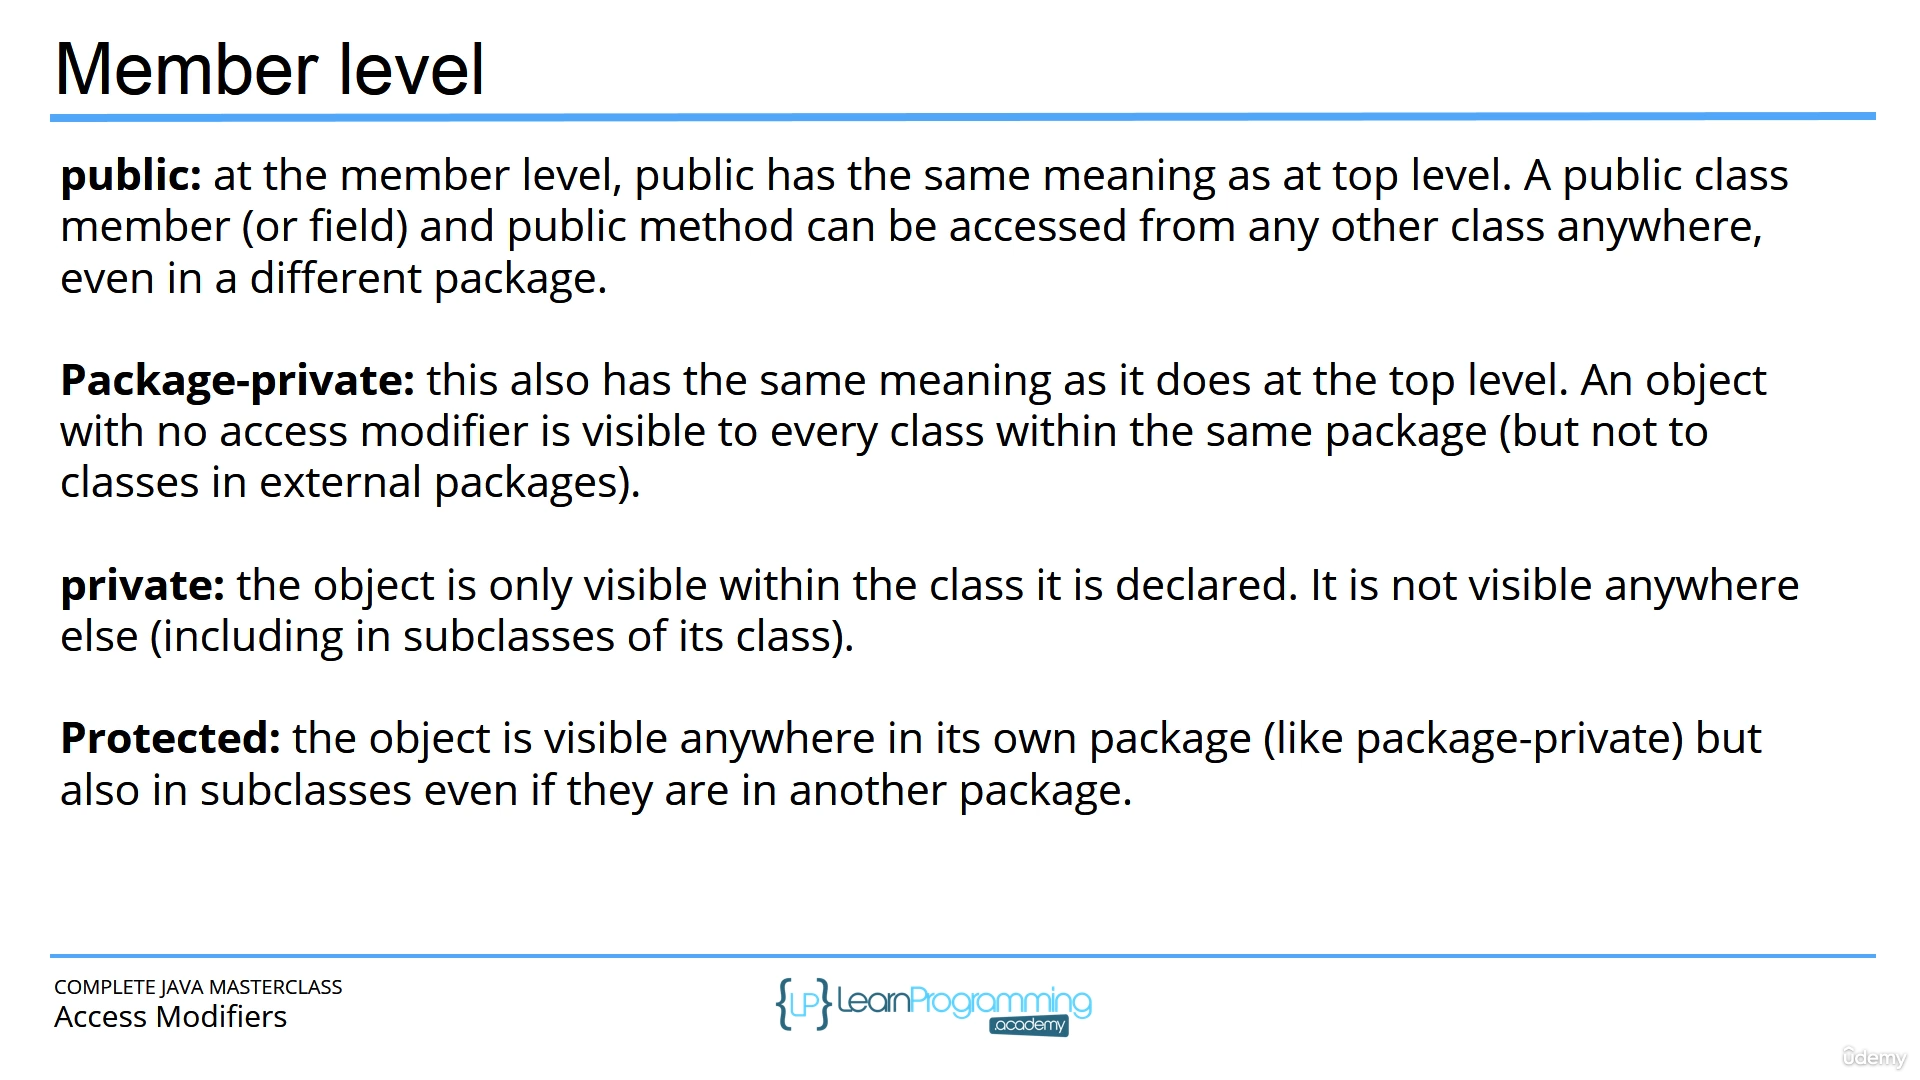 Member level
public: at the member level, public has the same meaning as at top level. A public class
member (or field) and public method can be accessed from any other class anywhere,
even in a different package.
Package-private: this also has the same meaning as it does at the top level. An object
with no access modifier is visible to every class within the same package (but not to
classes in external packages).
private: the object is only visible within the class it is declared. It is not visible anywhere
else (including in subclasses of its class).
Protected: the object is visible anywhere in its own package (like package-private) but
also in subclasses even if they are in another package.
COMPLETE JAVA MASTERCLASS
Access Modifiers
{LP} LearnProgramming
.academy
ûdemy